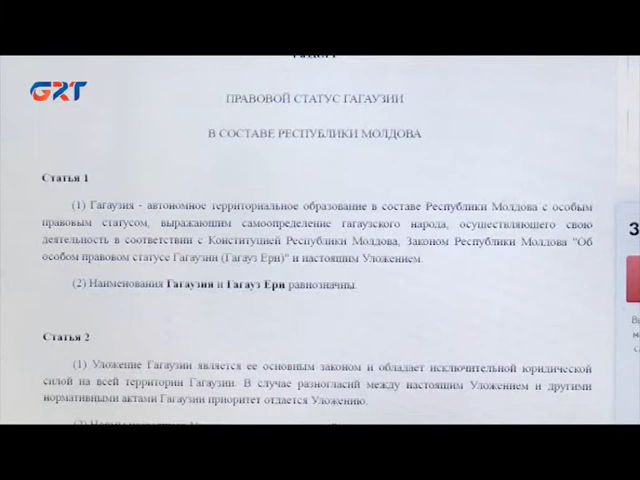 GRT
ПРАВОВОЙ СТАТУС ГАГАУЗИИ
В СОСТАВЕ РЕСПУБЛИКИ МОЛДОВА
Статья 1
(1) Гагаузия - автономное территориальное образование в составе Республики Молдова с особым
правовым статусом, выражающим самоопределение гагаузского народа, осуществляющего свою
деятельность в соответствии с Конституцией Республики Молдова, Законом Республики Молдова "Об
особом правовом статусе Гагаузии (Гагауз Ери)" и настоящим Уложением.
(2) Наименования Гагаузия и Гагауз Ери равнозначны.
Статья 2
(1) Уложение Гагаузии является ее основным законом и обладает исключительной юридической
силой на всей территории Гагаузии. В случае разногласий между настоящим Уложением и другими
нормативными актами Гагаузии приоритет отдается Уложению.